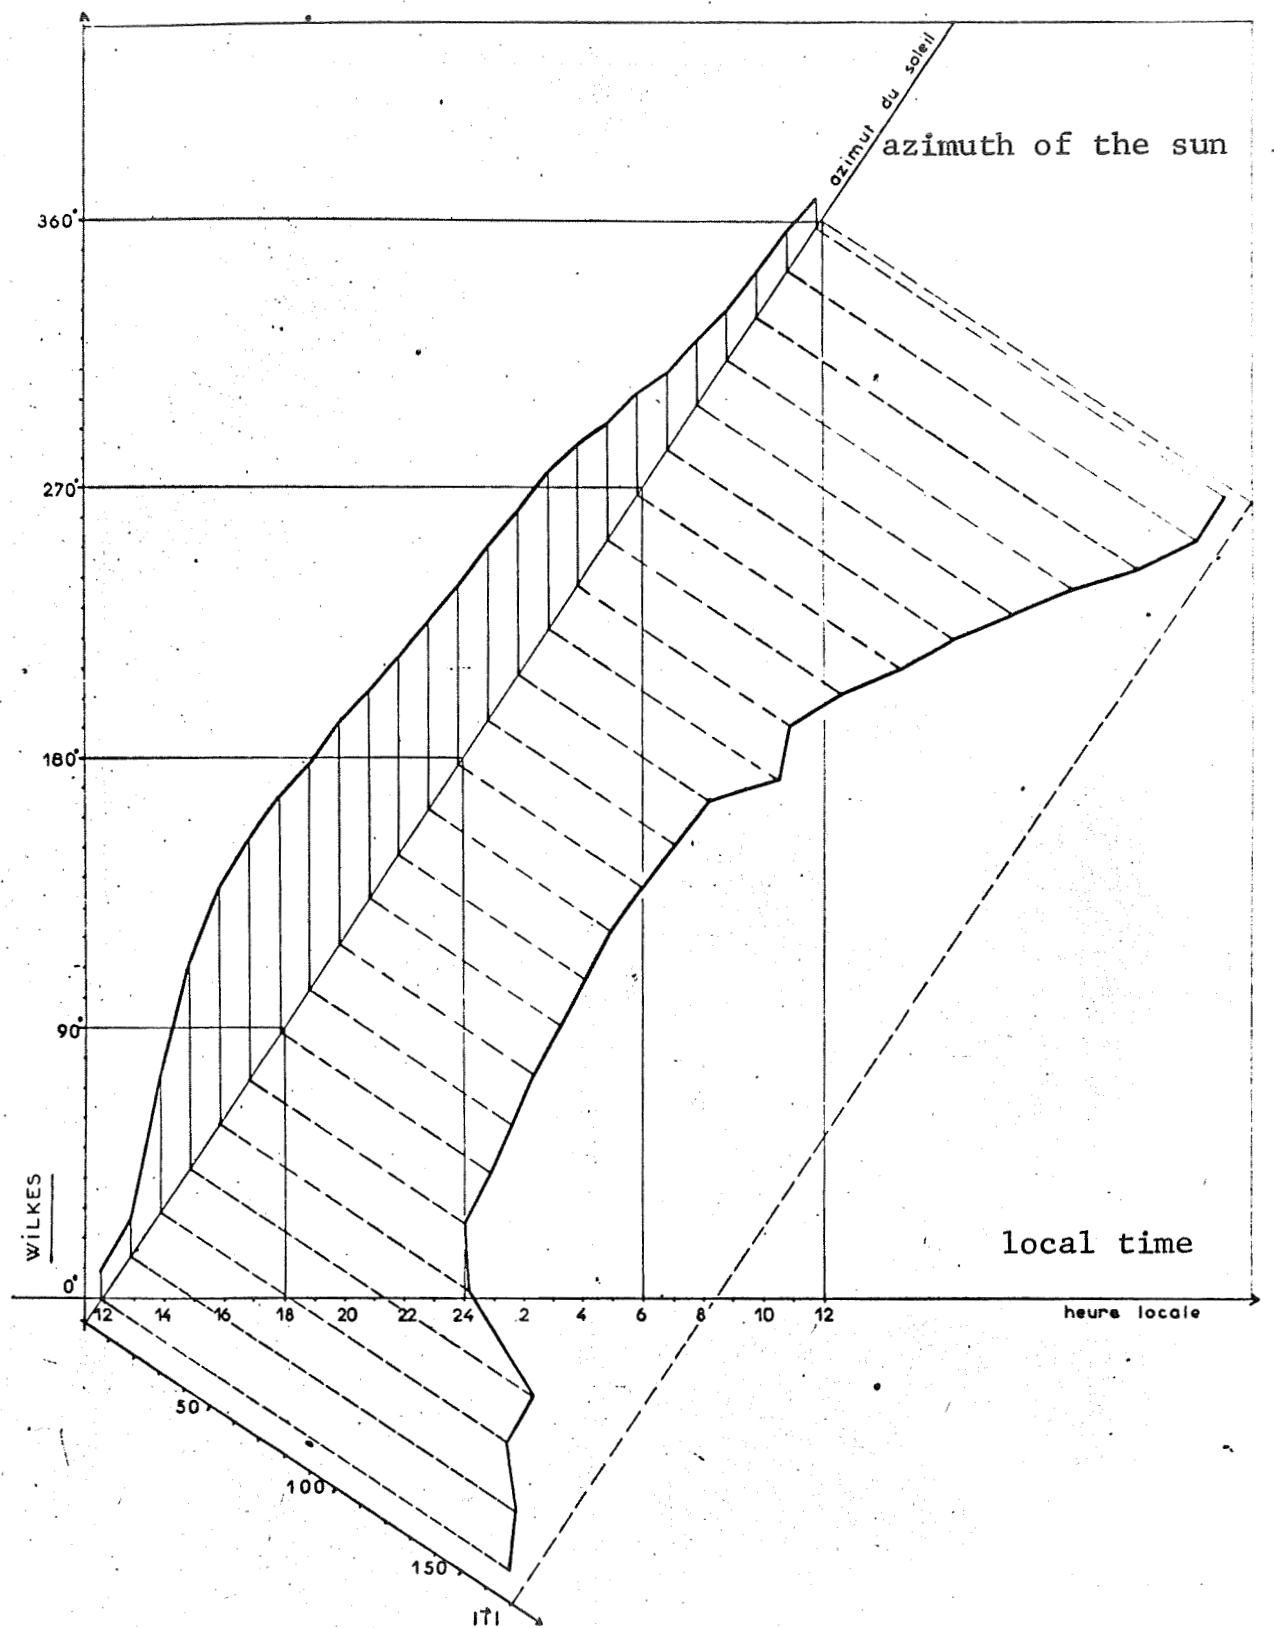 azimut du soleil
azimuth of the sun
360°
270°
180°
90°
WiLKES
local time
0°
12 14 16 18 20 22 24 2 4 6 8 10 12 heure locale
50
100
150
|T⃗|